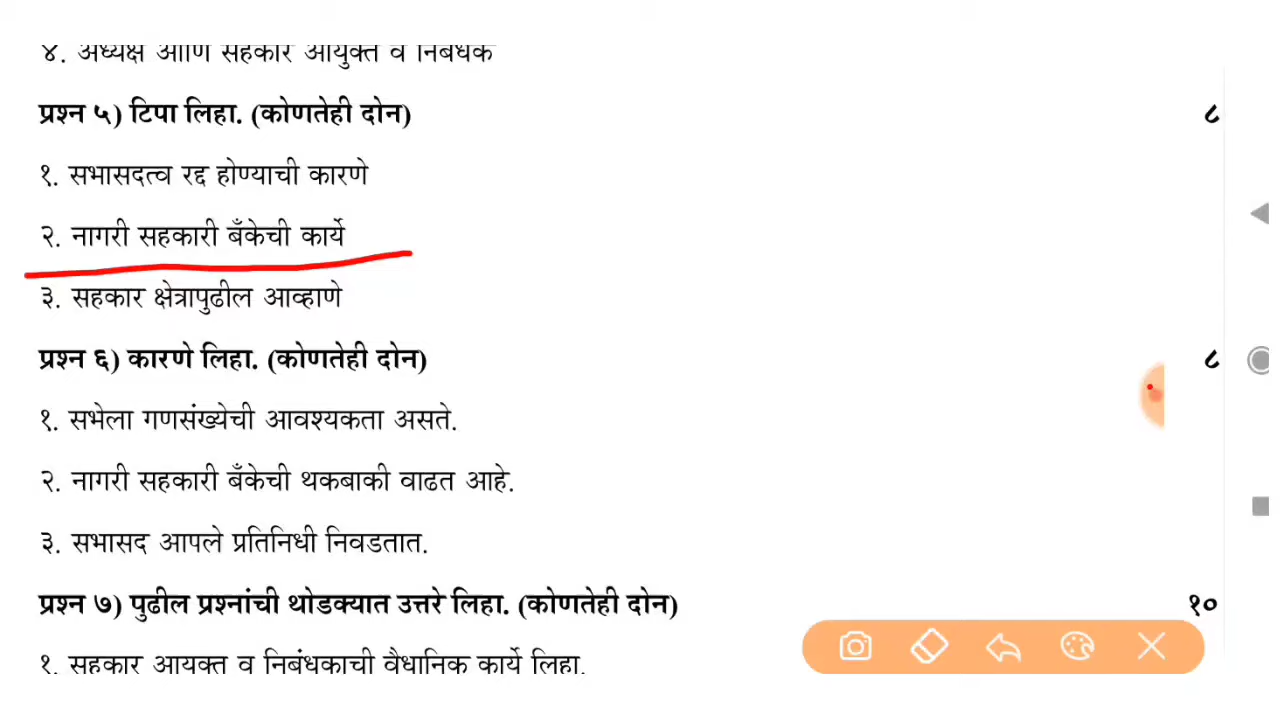 ४. अध्यक्ष आणि सहकार आयुक्त व निबंधक
प्रश्न ५) टिपा लिहा. (कोणतेही दोन) ८
१. सभासदत्व रद्द होण्याची कारणे
२. नागरी सहकारी बँकेची कार्ये
३. सहकार क्षेत्रापुढील आव्हाणे
प्रश्न ६) कारणे लिहा. (कोणतेही दोन) ८
१. सभेला गणसंख्येची आवश्यकता असते.
२. नागरी सहकारी बँकेची थकबाकी वाढत आहे.
३. सभासद आपले प्रतिनिधी निवडतात.
प्रश्न ७) पुढील प्रश्नांची थोडक्यात उत्तरे लिहा. (कोणतेही दोन) १०
१. सहकार आयुक्त व निबंधकाची वैधानिक कार्ये लिहा.